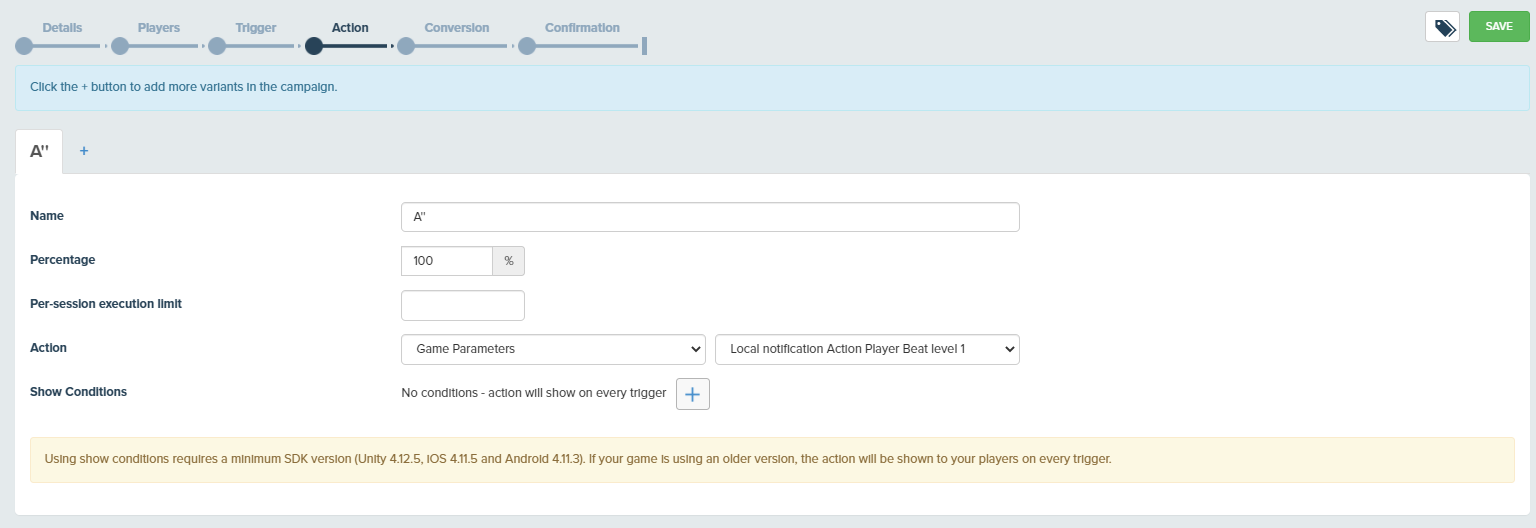 Details Players Trigger Action Conversion Confirmation
SAVE
Click the + button to add more variants in the campaign.
A" +
Name A"
Percentage 100 %
Per-session execution limit
Action Game Parameters Local notification Action Player Beat level 1
Show Conditions No conditions - action will show on every trigger +
Using show conditions requires a minimum SDK version (Unity 4.12.5, iOS 4.11.5 and Android 4.11.3). If your game is using an older version, the action will be shown to your players on every trigger.